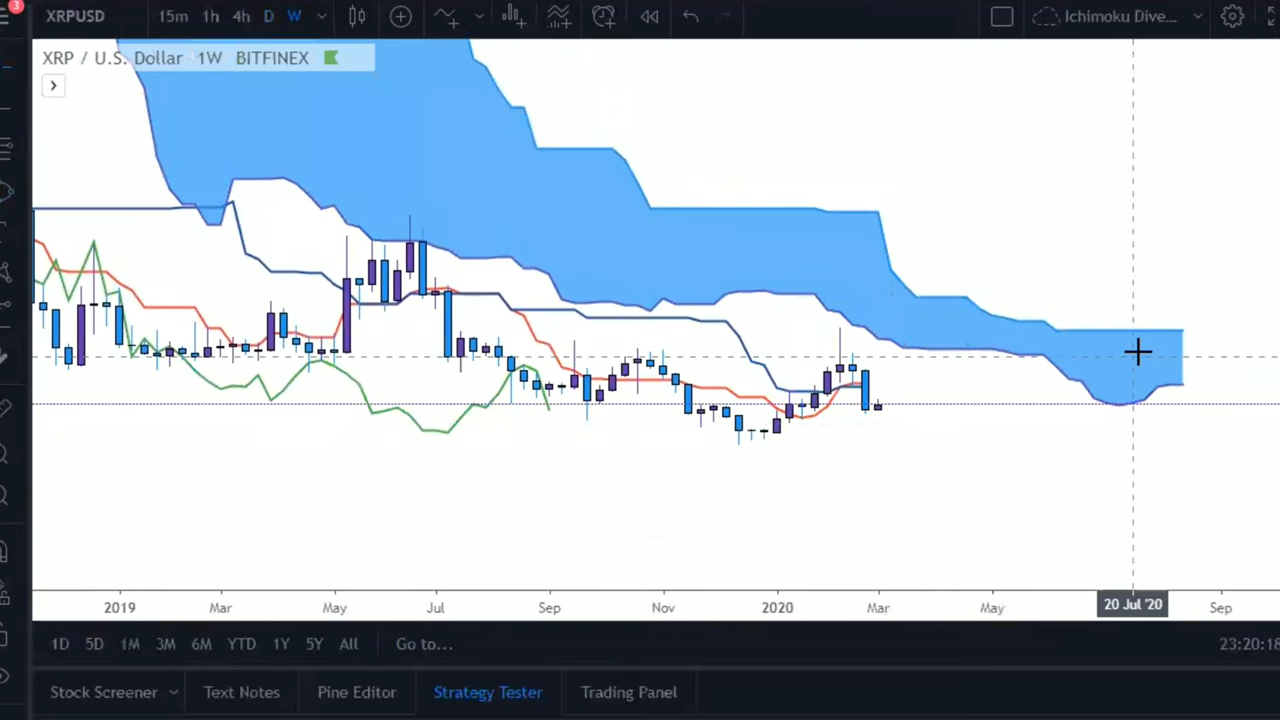 3
XRPUSD 15m 1h 4h D W Ichimoku Dive...
XRP / U.S. Dollar 1W BITFINEX
2019 Mar May Jul Sep Nov 2020 Mar May 20 Jul '20 Sep
1D 5D 1M 3M 6M YTD 1Y 5Y All Go to... 23:20:18
Stock Screener Text Notes Pine Editor Strategy Tester Trading Panel